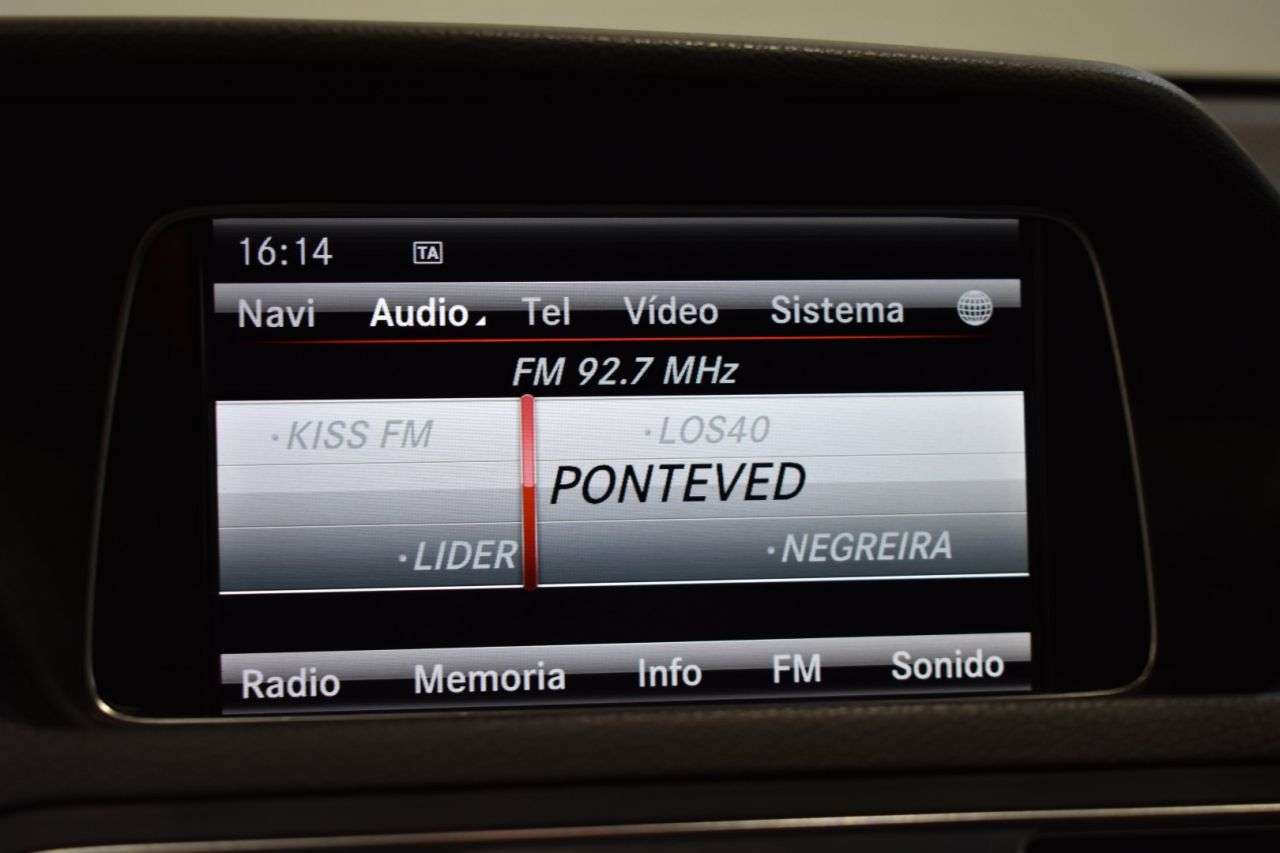 16:14 TA
Navi Audio Tel Vídeo Sistema
FM 92.7 MHz
KISS FM LOS40
PONTEVED
LIDER NEGREIRA
Radio Memoria Info FM Sonido